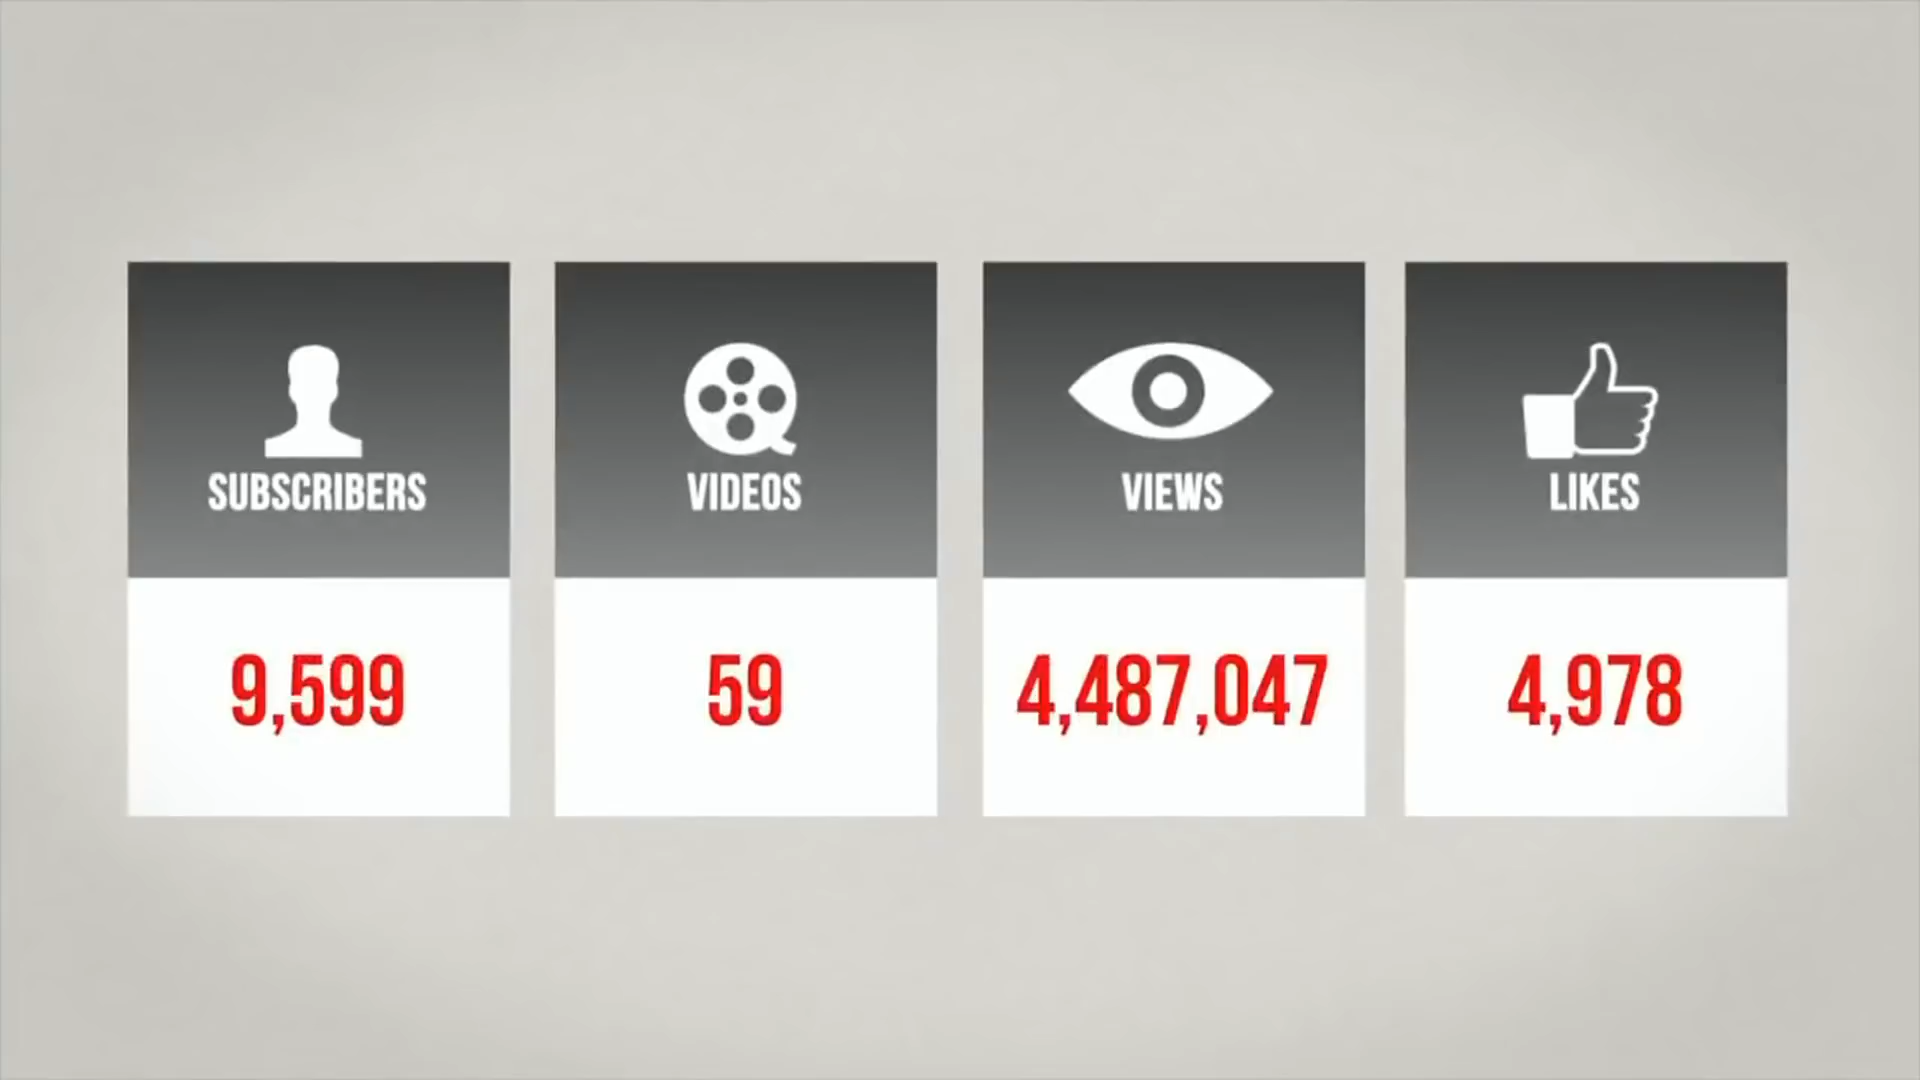 SUBSCRIBERS
9,599
VIDEOS
59
VIEWS
4,487,047
LIKES
4,978